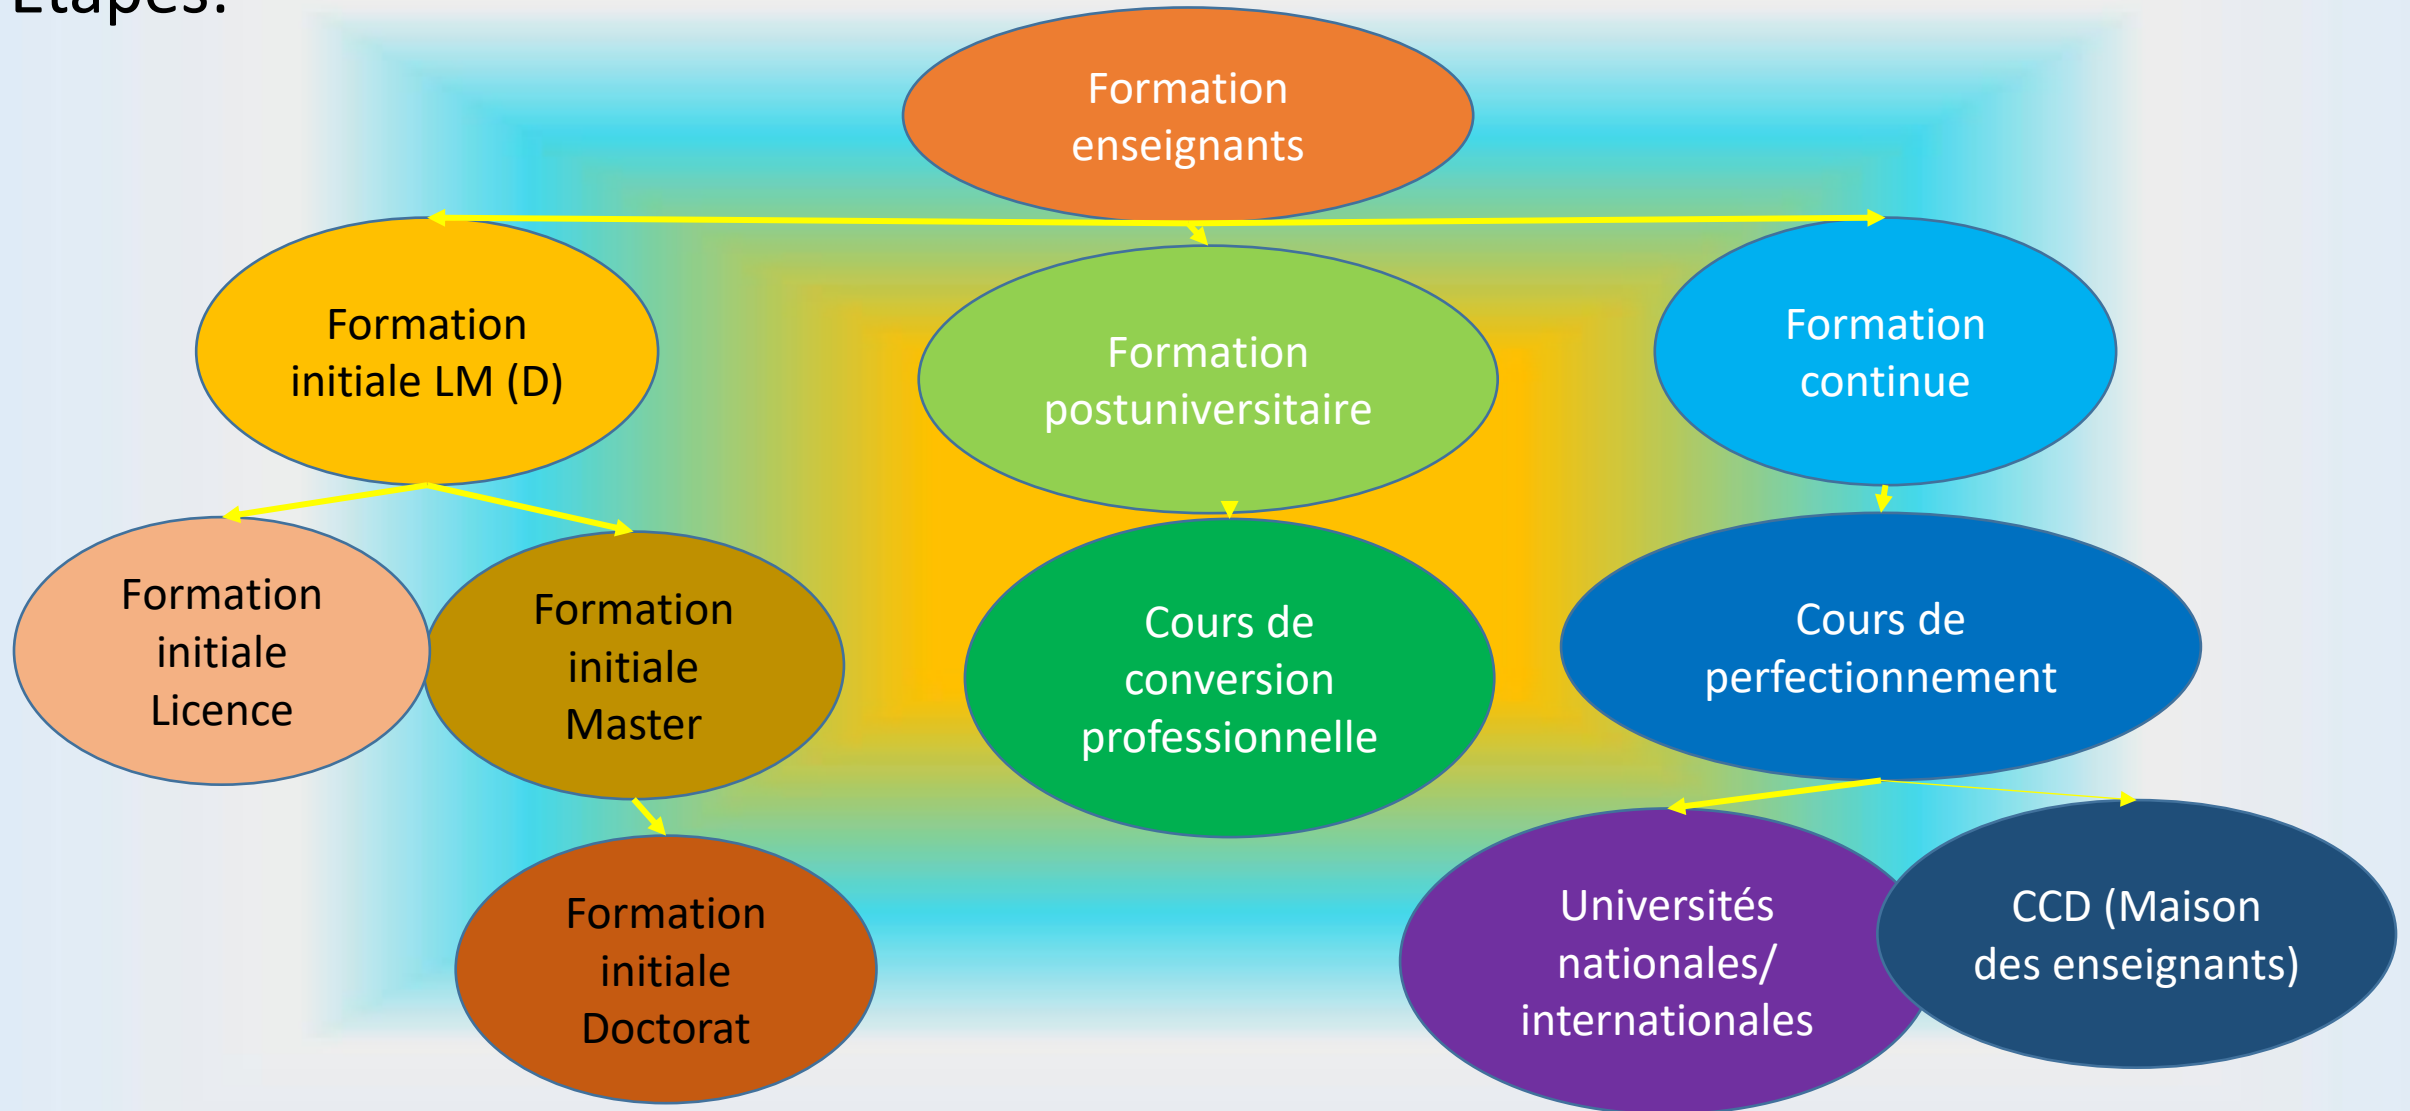 Etapes:
Formation
enseignants
Formation
initiale LM (D)
Formation
postuniversitaire
Formation
continue
Formation
initiale
Licence
Formation
initiale
Master
Cours de
conversion
professionnelle
Cours de
perfectionnement
Formation
initiale
Doctorat
Universités
nationales/
internationales
CCD (Maison
des enseignants)